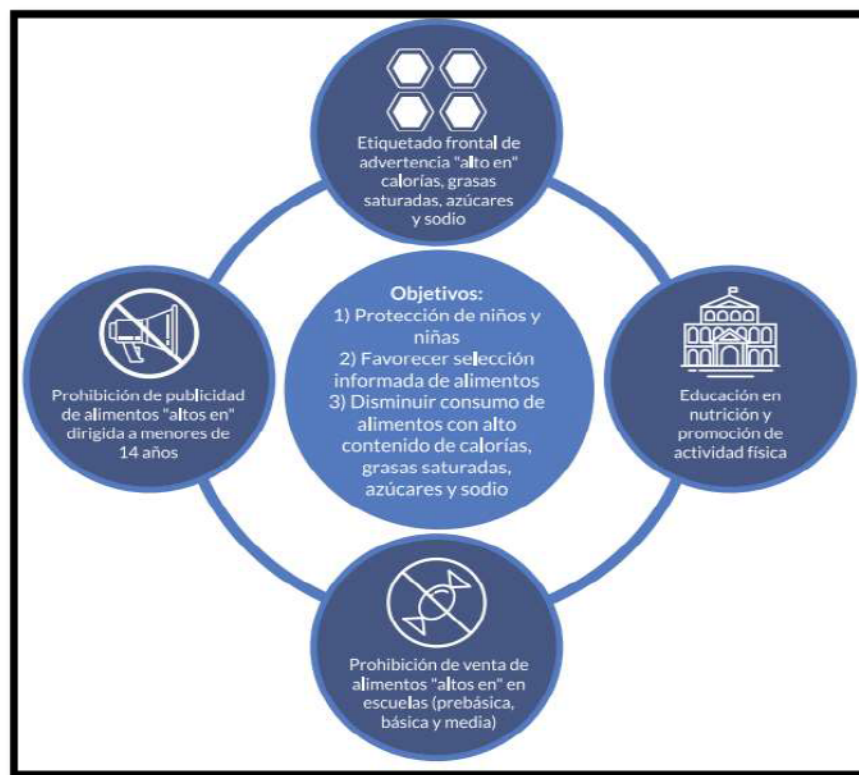 Etiquetado frontal de
advertencia "alto en"
calorías, grasas
saturadas, azúcares
y sodio
Objetivos:
1) Protección de niños y
niñas
2) Favorecer selección
informada de alimentos
3) Disminuir consumo de
alimentos con alto
contenido de calorías,
grasas saturadas,
azúcares y sodio
Prohibición de publicidad
de alimentos "altos en"
dirigida a menores de
14 años
Educación en
nutrición y
promoción de
actividad física
Prohibición de venta de
alimentos "altos en" en
escuelas (prebásica,
básica y media)